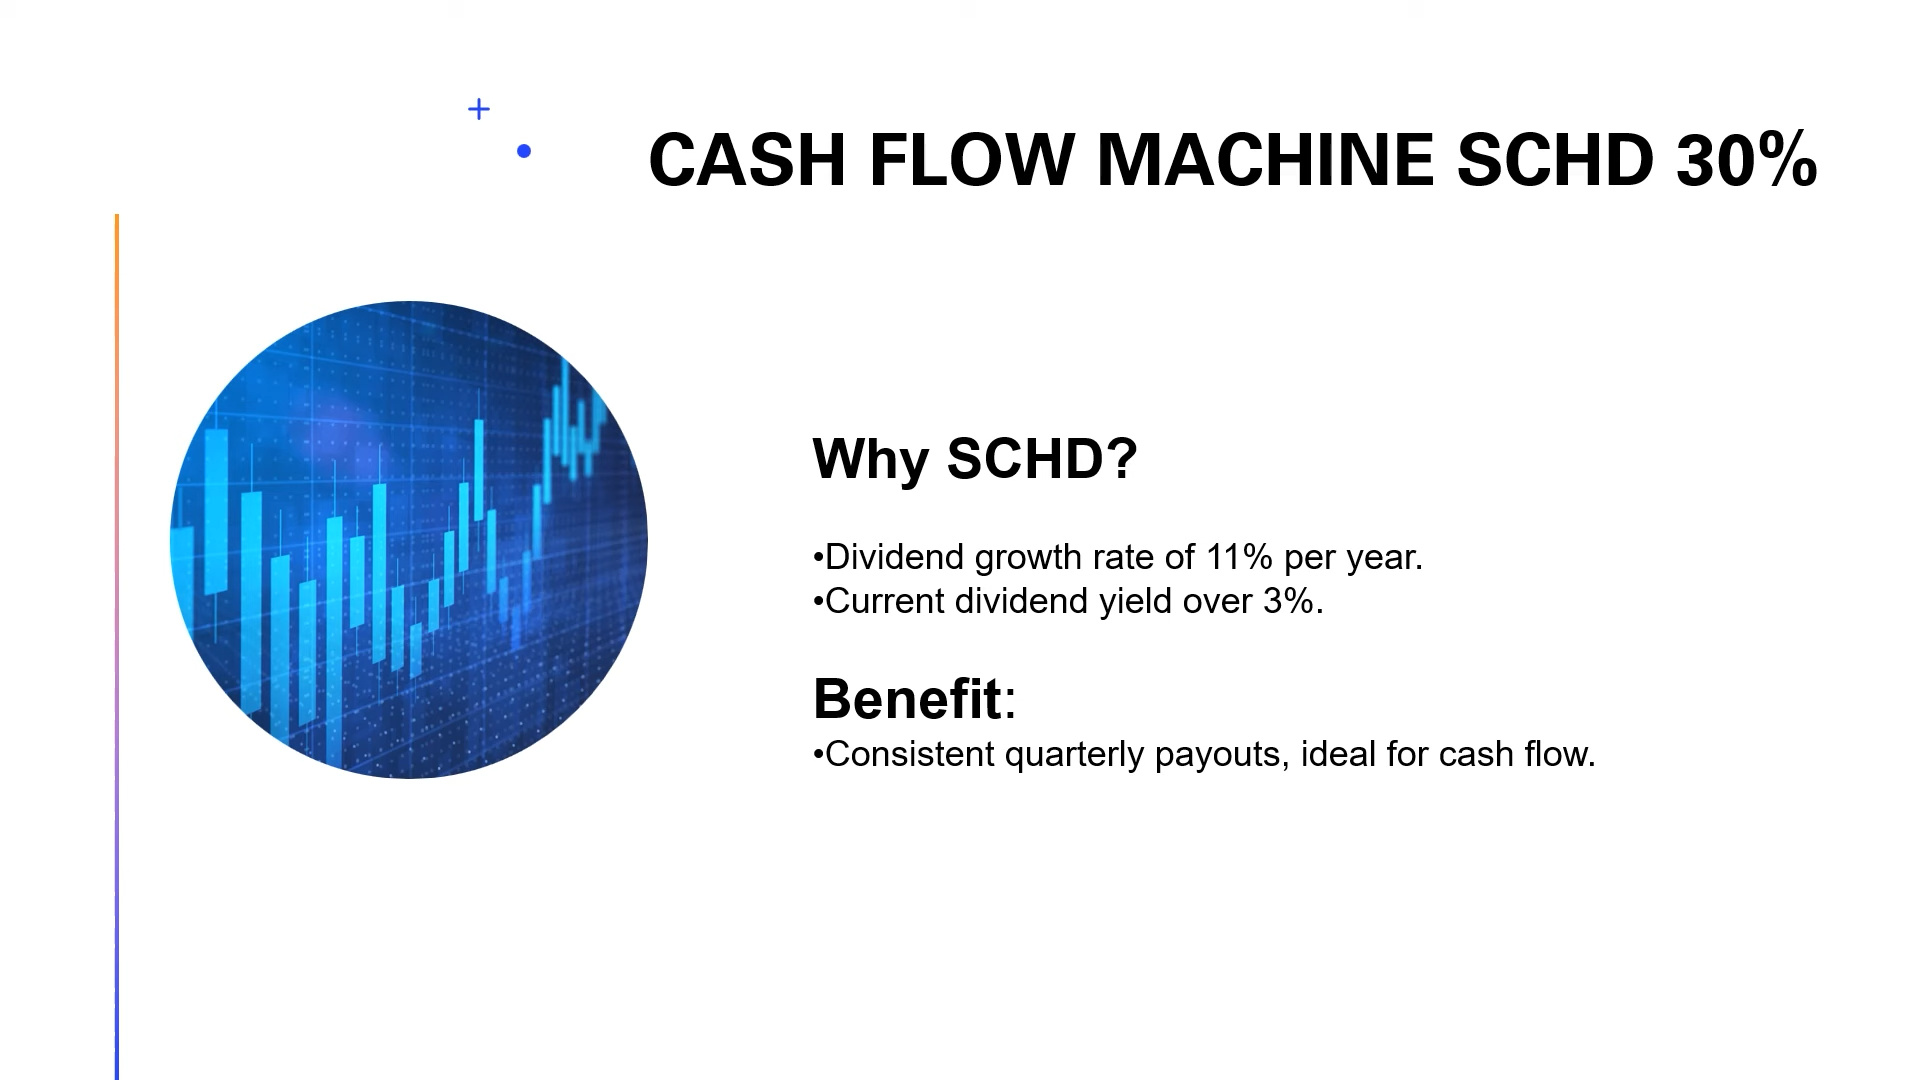 CASH FLOW MACHINE SCHD 30%
Why SCHD?
•Dividend growth rate of 11% per year.
•Current dividend yield over 3%.
Benefit:
•Consistent quarterly payouts, ideal for cash flow.